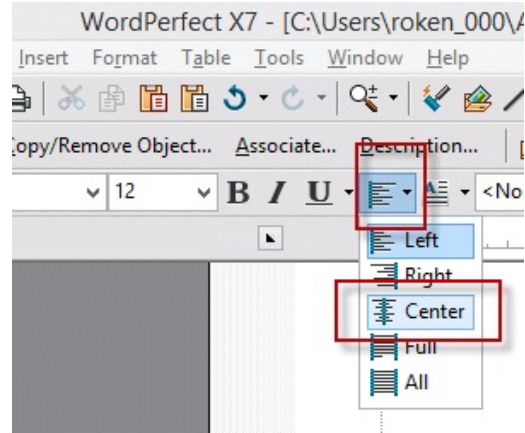 WordPerfect X7 - [C:\Users\roken_000\
Insert Format Table Tools Window Help
Copy/Remove Object... Associate... Description...
12 B I U <No
Left
Right
Center
Full
All